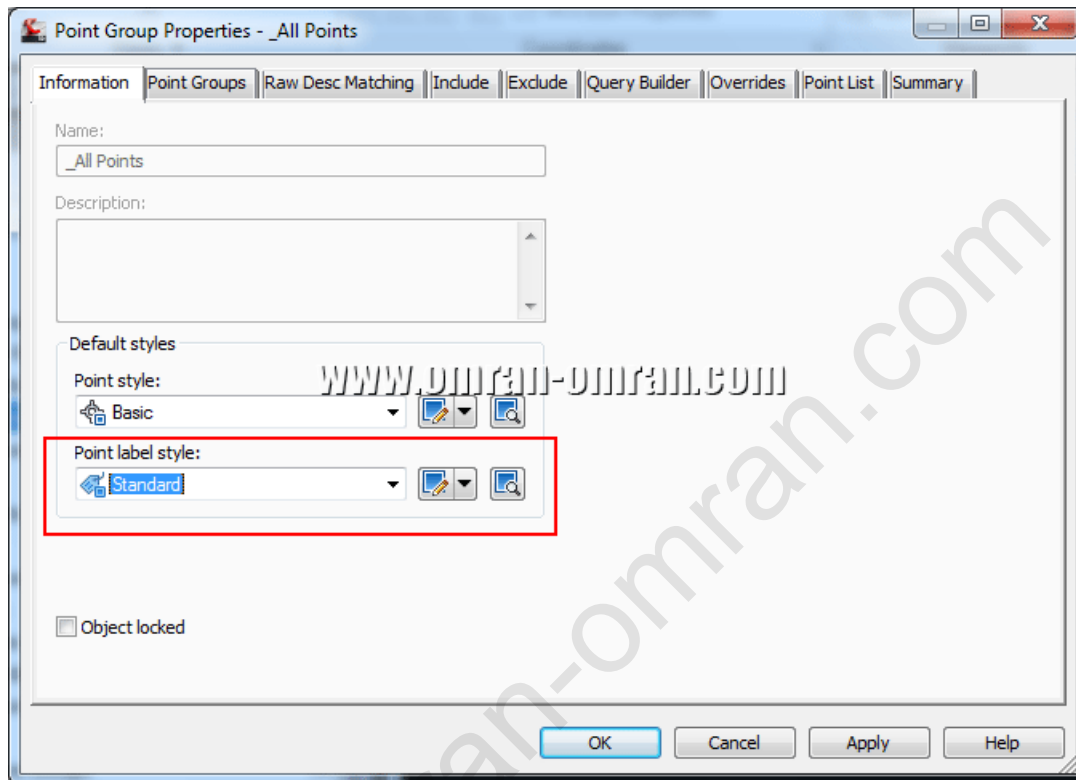 Point Group Properties - _All Points
Information Point Groups Raw Desc Matching Include Exclude Query Builder Overrides Point List Summary
Name:
_All Points
Description:
Default styles
Point style:
www.omran-omran.com
Basic
Point label style:
Standard
Object locked
OK Cancel Apply Help
ran-omran.com